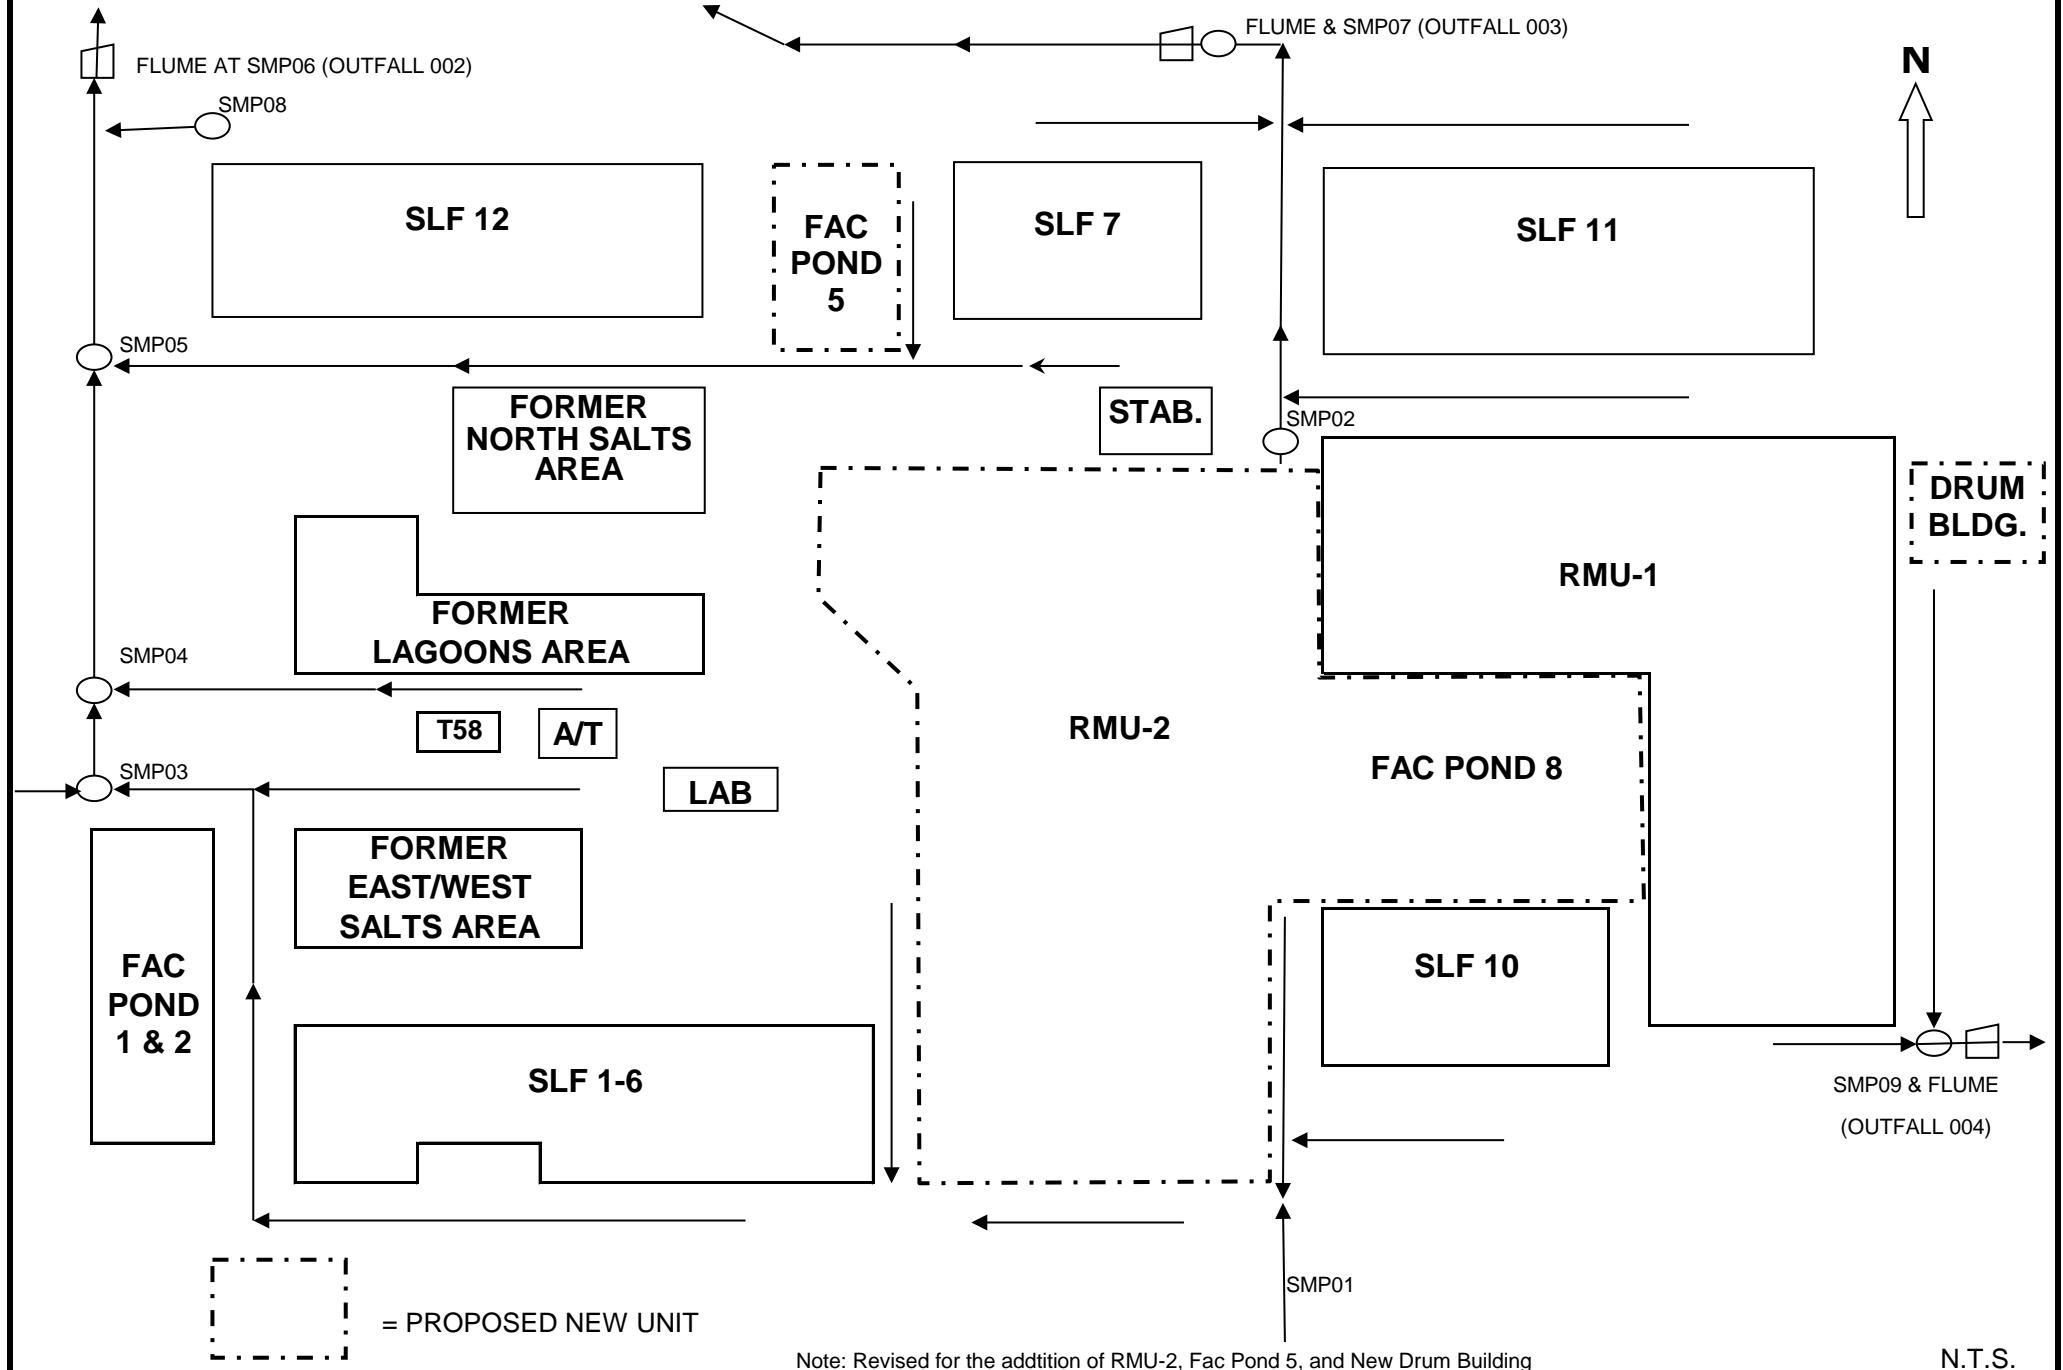 FLUME & SMP07 (OUTFALL 003)
FLUME AT SMP06 (OUTFALL 002)
N
SMP08
SLF 12
FAC
POND
5
SLF 7
SLF 11
SMP05
FORMER
NORTH SALTS
AREA
STAB.
SMP02
DRUM
BLDG.
RMU-1
FORMER
LAGOONS AREA
SMP04
T58
A/T
RMU-2
FAC POND 8
SMP03
LAB
FORMER
EAST/WEST
SALTS AREA
FAC
POND
1 & 2
SLF 10
SLF 1-6
SMP09 & FLUME
(OUTFALL 004)
SMP01
= PROPOSED NEW UNIT
Note: Revised for the addtition of RMU-2, Fac Pond 5, and New Drum Building
N.T.S.